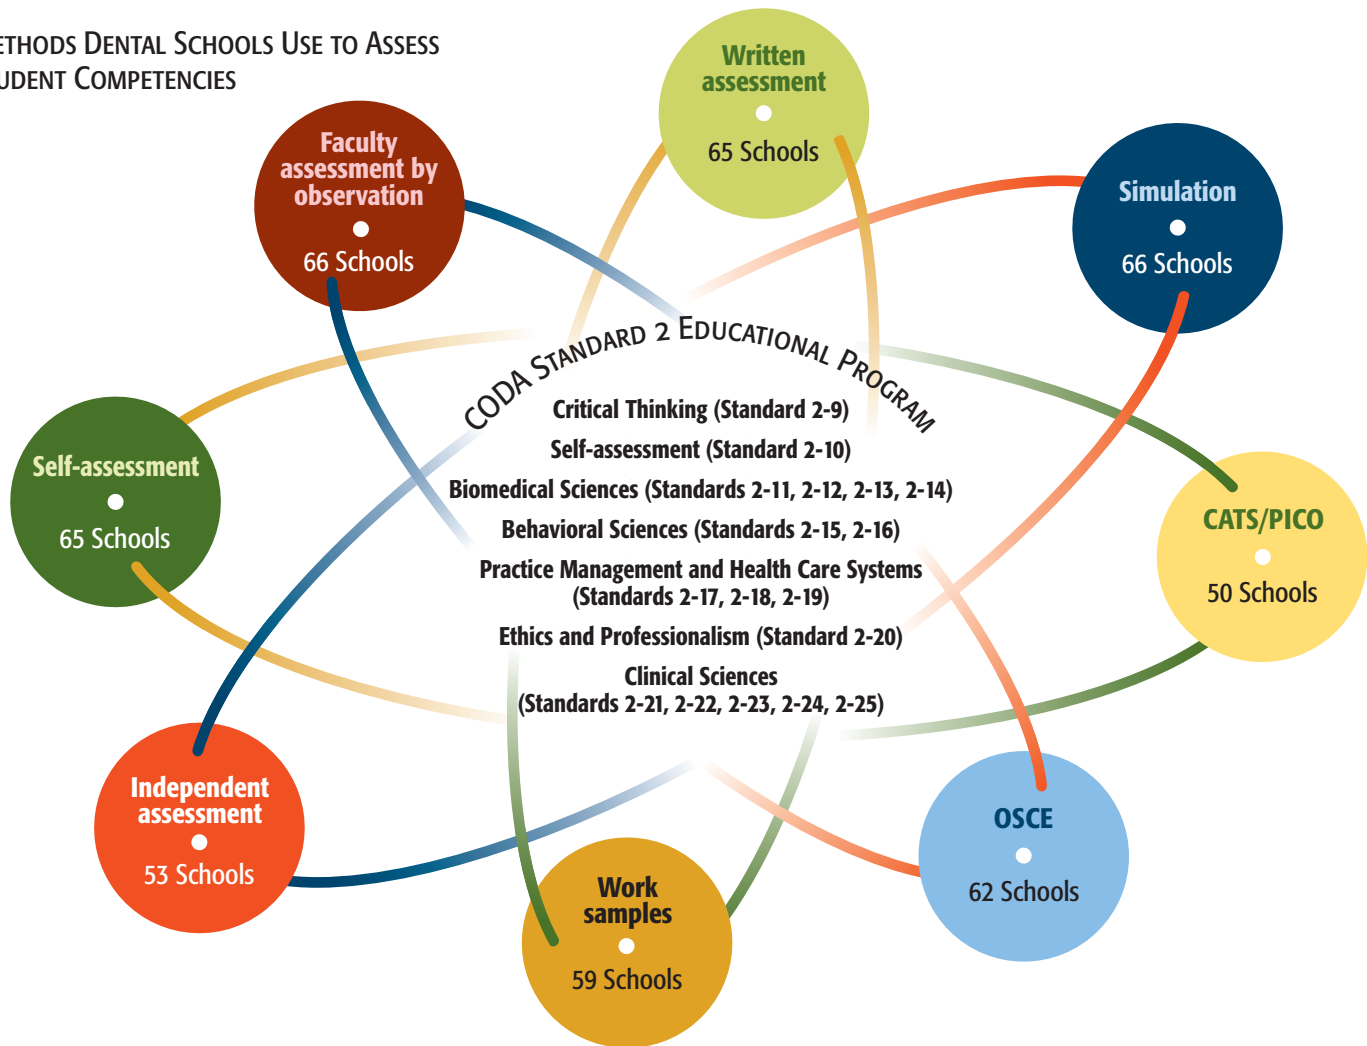 ETHODS DENTAL SCHOOLS USE TO ASSESS
UDENT COMPETENCIES
Written
assessment
65 Schools
Faculty
assessment by
observation
66 Schools
Simulation
66 Schools
Self-assessment
65 Schools
CATS/PICO
50 Schools
CODA STANDARD 2 EDUCATIONAL PROGRAM
Critical Thinking (Standard 2-9)
Self-assessment (Standard 2-10)
Biomedical Sciences (Standards 2-11, 2-12, 2-13, 2-14)
Behavioral Sciences (Standards 2-15, 2-16)
Practice Management and Health Care Systems
(Standards 2-17, 2-18, 2-19)
Ethics and Professionalism (Standard 2-20)
Clinical Sciences
(Standards 2-21, 2-22, 2-23, 2-24, 2-25)
Independent
assessment
53 Schools
OSCE
62 Schools
Work
samples
59 Schools